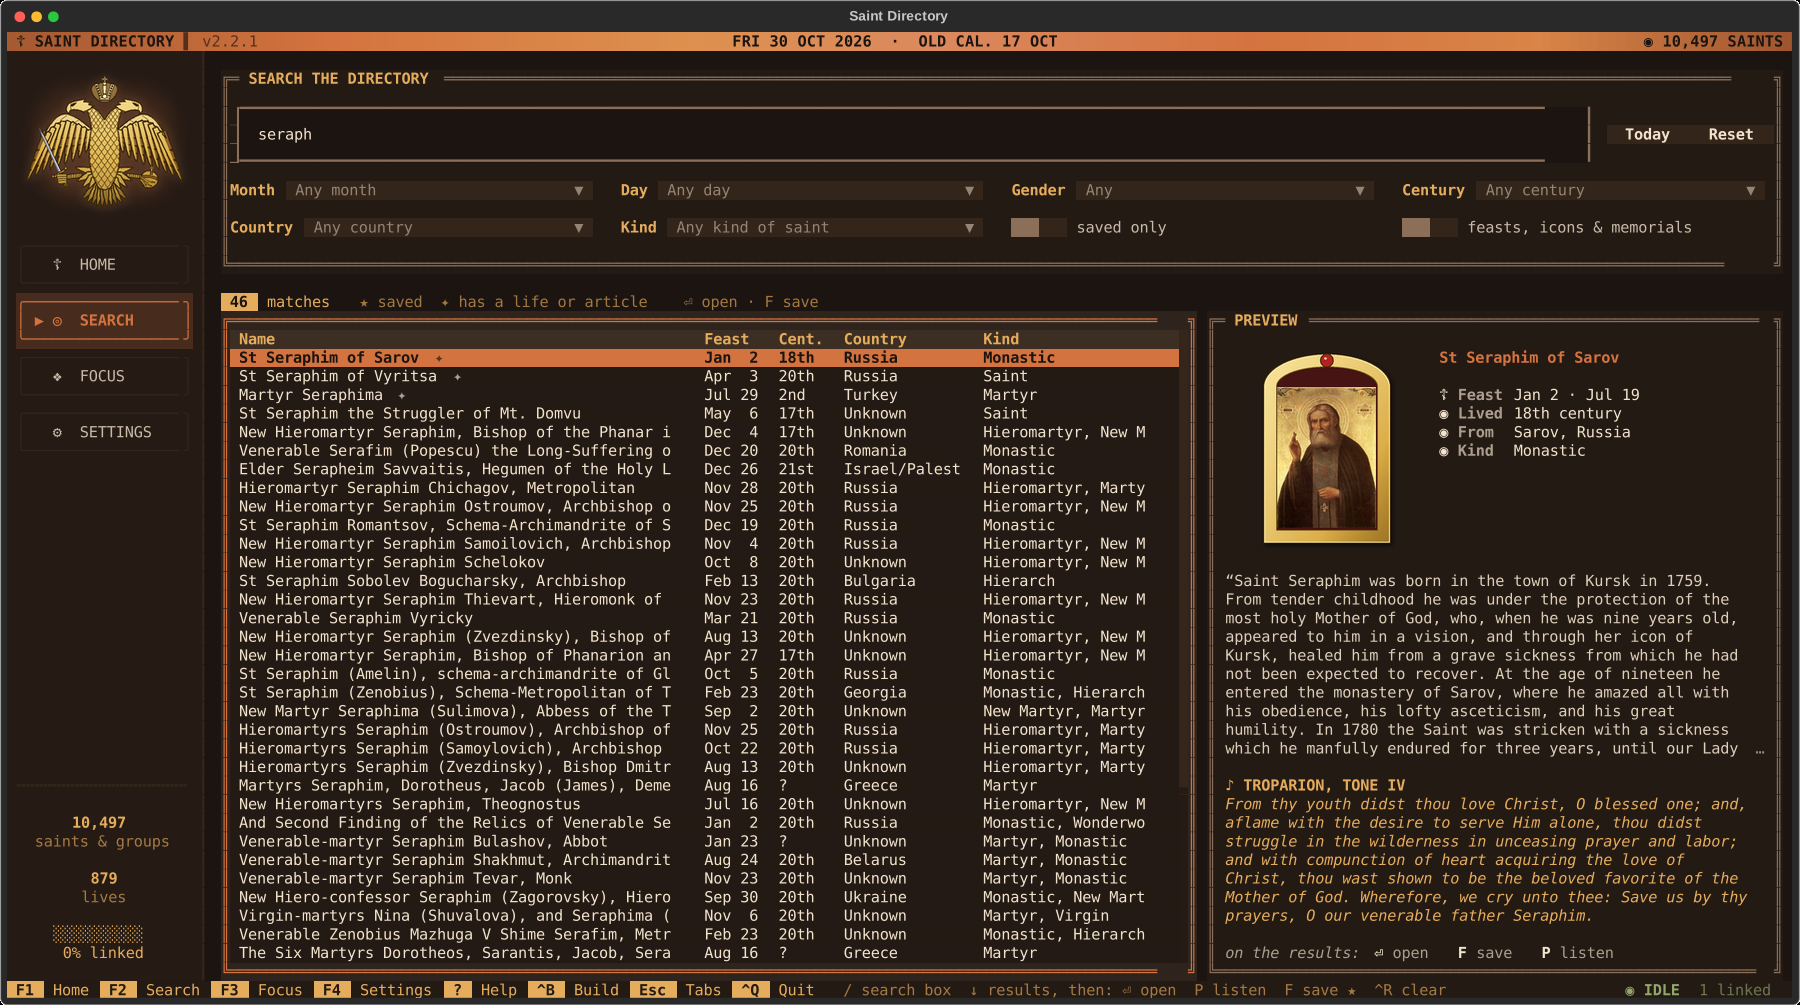 Saint Directory
☦ SAINT DIRECTORY v2.2.1 FRI 30 OCT 2026 · OLD CAL. 17 OCT ◉ 10,497 SAINTS
☦ HOME
▶ ◎ SEARCH
❖ FOCUS
⚙ SETTINGS
10,497
saints & groups
879
lives
0% linked
SEARCH THE DIRECTORY
seraph
Today Reset
Month Any month ▼ Day Any day ▼ Gender Any ▼ Century Any century ▼
Country Any country ▼ Kind Any kind of saint ▼ saved only feasts, icons & memorials
46 matches ★ saved ✦ has a life or article ⏎ open · F save
Name Feast Cent. Country Kind
St Seraphim of Sarov ✦ Jan 2 18th Russia Monastic
St Seraphim of Vyritsa ✦ Apr 3 20th Russia Saint
Martyr Seraphima ✦ Jul 29 2nd Turkey Martyr
St Seraphim the Struggler of Mt. Domvu May 6 17th Unknown Saint
New Hieromartyr Seraphim, Bishop of the Phanar i Dec 4 17th Unknown Hieromartyr, New M
Venerable Serafim (Popescu) the Long-Suffering o Dec 20 20th Romania Monastic
Elder Serapheim Savvaitis, Hegumen of the Holy L Dec 26 21st Israel/Palest Monastic
Hieromartyr Seraphim Chichagov, Metropolitan Nov 28 20th Russia Hieromartyr, Marty
New Hieromartyr Seraphim Ostroumov, Archbishop o Nov 25 20th Russia Hieromartyr, New M
St Seraphim Romantsov, Schema-Archimandrite of S Dec 19 20th Russia Monastic
New Hieromartyr Seraphim Samoilovich, Archbishop Nov 4 20th Russia Hieromartyr, New M
New Hieromartyr Seraphim Schelokov Oct 8 20th Unknown Hieromartyr, New M
St Seraphim Sobolev Bogucharsky, Archbishop Feb 13 20th Bulgaria Hierarch
New Hieromartyr Seraphim Thievart, Hieromonk of Feb 23 20th Russia Hieromartyr, New M
Venerable Seraphim Vyricky Mar 21 20th Russia Monastic
New Hieromartyr Seraphim (Zvezdinsky), Bishop of Aug 13 20th Unknown Hieromartyr, New M
New Hieromartyr Seraphim, Bishop of Phanarion an Apr 27 17th Unknown Hieromartyr, New M
St Seraphim (Amelin), schema-archimandrite of Gl Oct 5 20th Russia Monastic
St Seraphim (Zenobius), Schema-Metropolitan of T Feb 23 20th Georgia Monastic, Hierarch
New Martyr Seraphima (Sulimova), Abbess of the T Sep 2 20th Unknown New Martyr, Martyr
Hieromartyrs Seraphim (Ostroumov), Archbishop of Nov 25 20th Russia Hieromartyr, Marty
Hieromartyrs Seraphim (Samoylovich), Archbishop Oct 22 20th Russia Hieromartyr, Marty
Hieromartyrs Seraphim (Zvezdinsky), Bishop Dmitr Aug 13 20th Unknown Hieromartyr, Marty
Martyrs Seraphim, Dorotheus, Jacob (James), Deme Aug 16 ? Greece Martyr
New Hieromartyrs Seraphim, Theognostus Jul 16 20th Unknown Hieromartyr, New M
And Second Finding of the Relics of Venerable Se Jan 2 20th Russia Monastic, Wonderwo
Venerable-martyr Seraphim Bulashov, Abbot Jan 23 ? Unknown Martyr, Monastic
Venerable-martyr Seraphim Shakhmut, Archimandrit Aug 24 20th Belarus Martyr, Monastic
Venerable-martyr Seraphim Tevar, Monk Nov 23 20th Unknown Martyr, Monastic
New Hiero-confessor Seraphim (Zagorovsky), Hiero Sep 30 20th Ukraine Monastic, New Mart
Virgin-martyrs Nina (Shuvalova), and Seraphima ( Nov 6 20th Unknown Martyr, Virgin
Venerable Zenobius Mazhuga V Shime Serafim, Metr Feb 23 20th Unknown Monastic, Hierarch
The Six Martyrs Dorotheos, Sarantis, Jacob, Sera Aug 16 ? Greece Martyr
PREVIEW
St Seraphim of Sarov
☦ Feast Jan 2 · Jul 19
◉ Lived 18th century
◉ From Sarov, Russia
◉ Kind Monastic
“Saint Seraphim was born in the town of Kursk in 1759.
From tender childhood he was under the protection of the
most holy Mother of God, who, when he was nine years old,
appeared to him in a vision, and through her icon of
Kursk, healed him from a grave sickness from which he had
not been expected to recover. At the age of nineteen he
entered the monastery of Sarov, where he amazed all with
his obedience, his lofty asceticism, and his great
humility. In 1780 the Saint was stricken with a sickness
which he manfully endured for three years, until our Lady …
♪ TROPARION, TONE IV
From thy youth didst thou love Christ, O blessed one; and,
aflame with the desire to serve Him alone, thou didst
struggle in the wilderness in unceasing prayer and labor;
and with compunction of heart acquiring the love of
Christ, thou wast shown to be the beloved favorite of the
Mother of God. Wherefore, we cry unto thee: Save us by thy
prayers, O our venerable father Seraphim.
on the results: ⏎ open F save P listen
F1 Home F2 Search F3 Focus F4 Settings ? Help ^B Build Esc Tabs ^Q Quit / search box ↓ results, then: ⏎ open P listen F save ★ ^R clear ◉ IDLE 1 linked